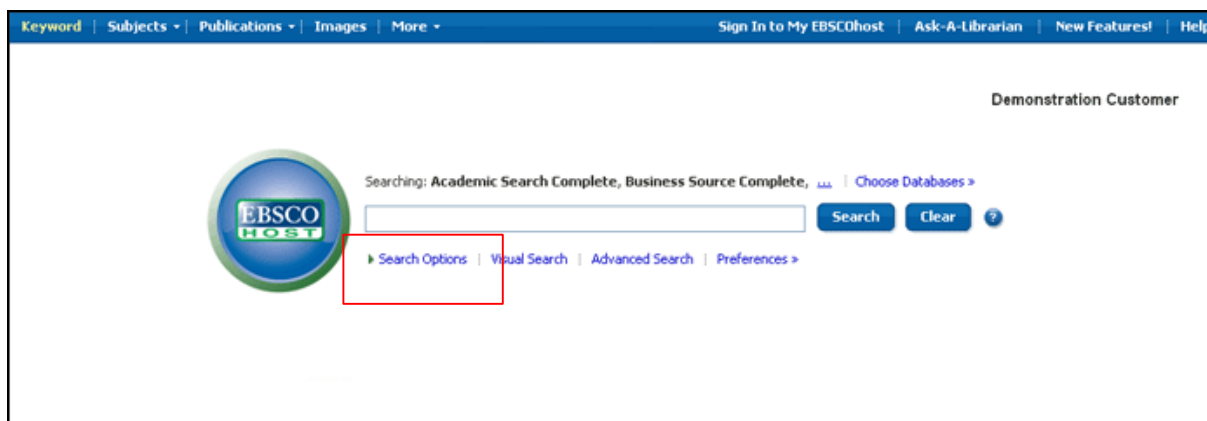 Keyword | Subjects | Publications | Images | More Sign In to My EBSCOhost | Ask-A-Librarian | New Features! | Help
Demonstration Customer
Searching: Academic Search Complete, Business Source Complete, ... | Choose Databases »
EBSCO
HOST
Search Clear ?
Search Options | Visual Search | Advanced Search | Preferences »